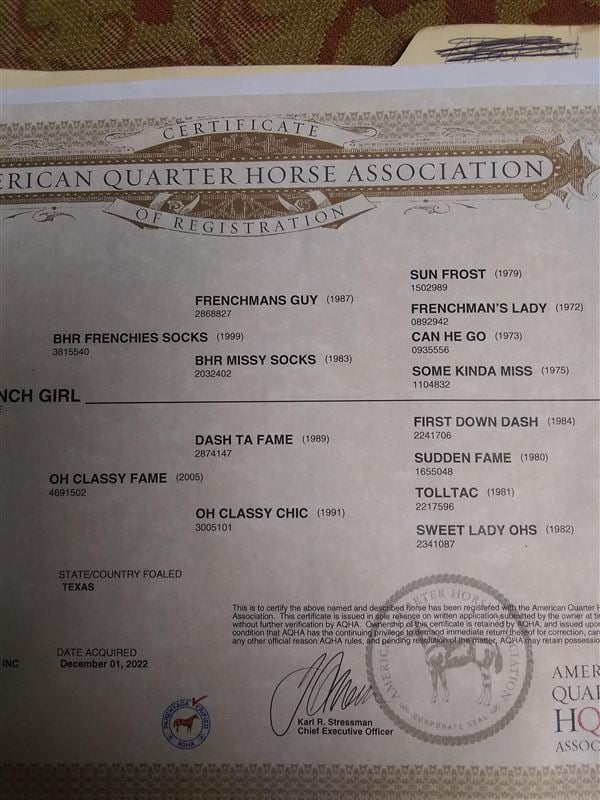 CERTIFICATE
ERICAN QUARTER HORSE ASSOCIATION
OF REGISTRATION
SUN FROST (1979)
1502989
FRENCHMANS GUY (1987)
2868827
FRENCHMAN'S LADY (1972)
0892942
BHR FRENCHIES SOCKS (1999)
3815540
CAN HE GO (1973)
0935556
BHR MISSY SOCKS (1983)
2032402
SOME KINDA MISS (1975)
1104832
NCH GIRL
FIRST DOWN DASH (1984)
2241706
DASH TA FAME (1989)
2874147
SUDDEN FAME (1980)
1655048
OH CLASSY FAME (2005)
4691502
TOLLTAC (1981)
2217596
OH CLASSY CHIC (1991)
3005101
SWEET LADY OHS (1982)
2341087
STATE/COUNTRY FOALED
TEXAS
This is to certify the above named and described horse has been registered with the American Quarter H
Association. This certificate is issued in sole reliance on written application submitted by the owner at ti
without further verification by AQHA. Ownership of this certificate is retained by AQHA, and issued upo
condition that AQHA has the continuing privilege to demand immediate return thereof for correction, can
any other official reason AQHA rules, and pending resolution of the matter, AQHA may retain possessio
DATE ACQUIRED
INC December 01, 2022
PARENTAGE VERIFIED
AQHA
Karl R. Stressman
Chief Executive Officer
AMERICAN QUARTER HORSE ASSOCIATION
CORPORATE SEAL
AMER
QUAR
HQ
ASSOC